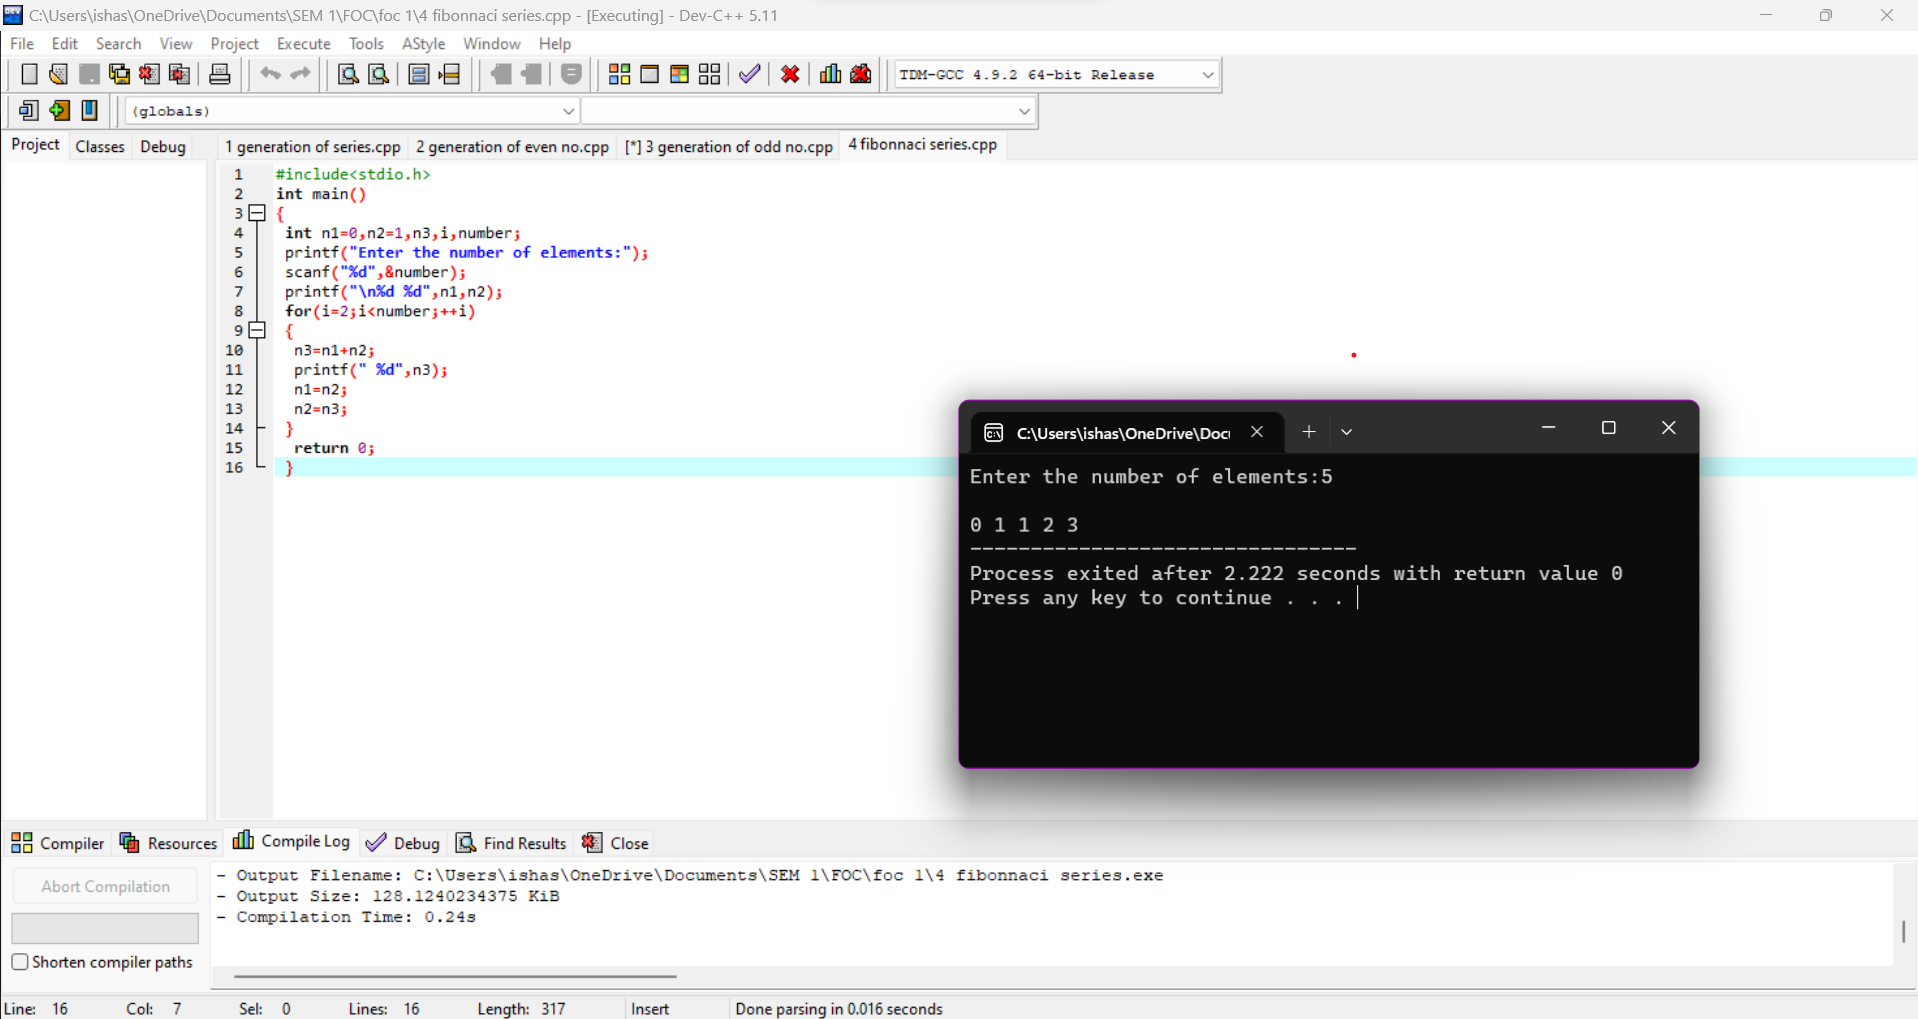 C:\Users\ishas\OneDrive\Documents\SEM 1\FOC\foc 1\4 fibonnaci series.cpp - [Executing] - Dev-C++ 5.11
File Edit Search View Project Execute Tools AStyle Window Help
TDM-GCC 4.9.2 64-bit Release
(globals)
Project Classes Debug 1 generation of series.cpp 2 generation of even no.cpp [*] 3 generation of odd no.cpp 4 fibonnaci series.cpp
1 #include<stdio.h>
2 int main()
3 {
4 int n1=0,n2=1,n3,i,number;
5 printf("Enter the number of elements:");
6 scanf("%d",&number);
7 printf("\n%d %d",n1,n2);
8 for(i=2;i<number;++i)
9 {
10 n3=n1+n2;
11 printf(" %d",n3);
12 n1=n2;
13 n2=n3;
14 }
15 return 0;
16 }
C:\Users\ishas\OneDrive\Doc
Enter the number of elements:5
0 1 1 2 3
--------------------------------
Process exited after 2.222 seconds with return value 0
Press any key to continue . . .
Compiler Resources Compile Log Debug Find Results Close
Abort Compilation
Shorten compiler paths
- Output Filename: C:\Users\ishas\OneDrive\Documents\SEM 1\FOC\foc 1\4 fibonnaci series.exe
- Output Size: 128.1240234375 KiB
- Compilation Time: 0.24s
Line: 16 Col: 7 Sel: 0 Lines: 16 Length: 317 Insert Done parsing in 0.016 seconds